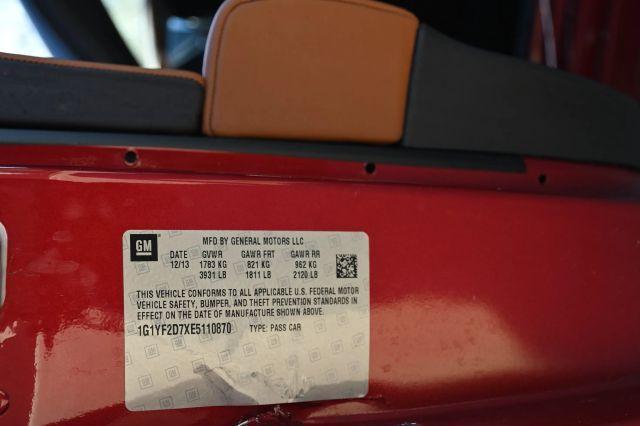 GM MFD BY GENERAL MOTORS LLC
DATE GVWR GAWR FRT GAWR RR
12/13 1783 KG 821 KG 962 KG
3931 LB 1811 LB 2120 LB
THIS VEHICLE CONFORMS TO ALL APPLICABLE U.S. FEDERAL MOTOR
VEHICLE SAFETY, BUMPER, AND THEFT PREVENTION STANDARDS IN
EFFECT ON THE DATE OF MANUFACTURE SHOWN ABOVE.
1G1YF2D7XE5110870 TYPE: PASS CAR